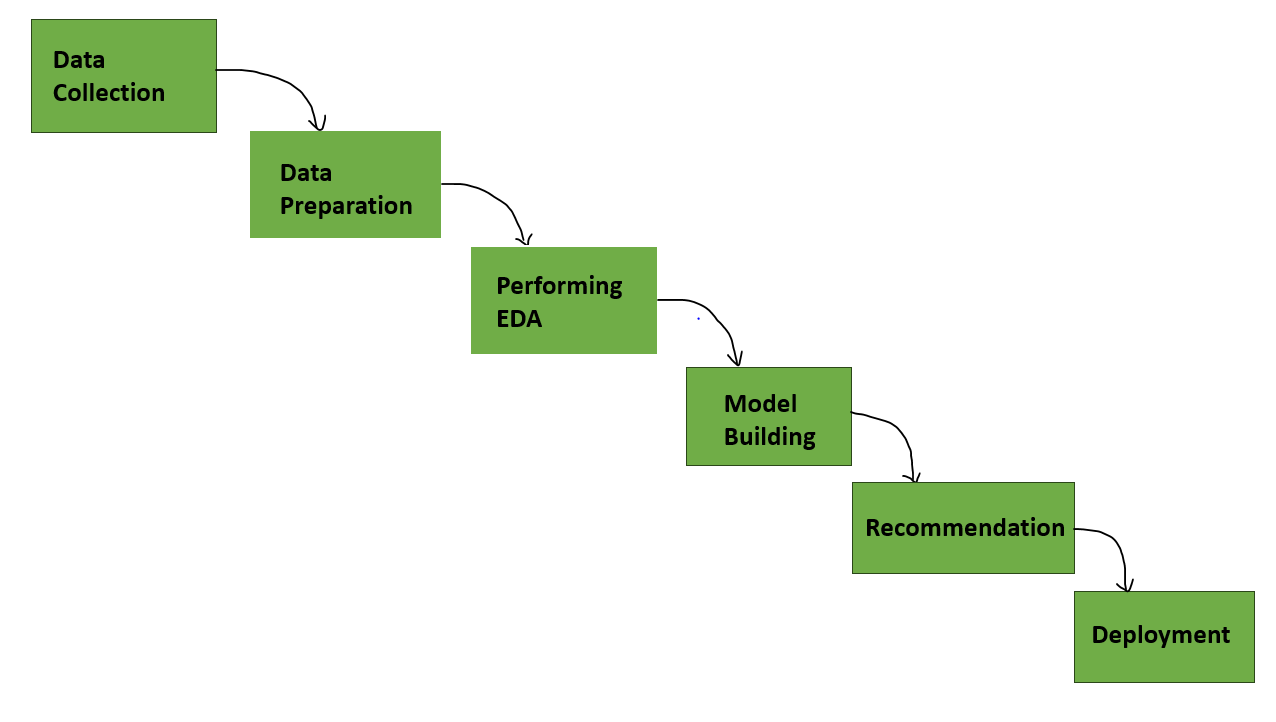 Data
Collection
Data
Preparation
Performing
EDA
Model
Building
Recommendation
Deployment